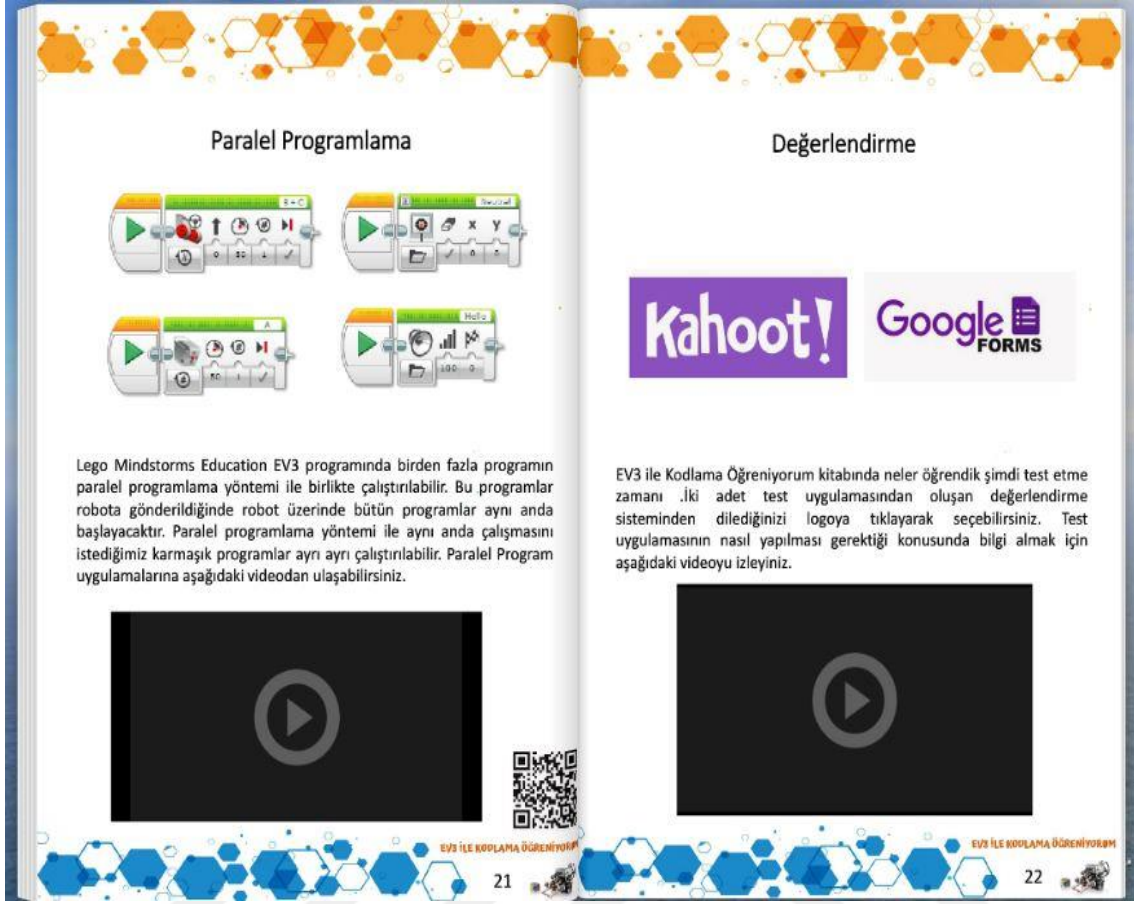 Paralel Programlama
B + C
Neutral
X Y
A
Hello
100 0
Lego Mindstorms Education EV3 programında birden fazla programın
paralel programlama yöntemi ile birlikte çalıştırılabilir. Bu programlar
robota gönderildiğinde robot üzerinde bütün programlar aynı anda
başlayacaktır. Paralel programlama yöntemi ile aynı anda çalışmasını
istediğimiz karmaşık programlar ayrı ayrı çalıştırılabilir. Paralel Program
uygulamalarına aşağıdaki videodan ulaşabilirsiniz.
EV3 İLE KODLAMA ÖĞRENİYORUM
21
Değerlendirme
Kahoot!
Google
FORMS
EV3 ile Kodlama Öğreniyorum kitabında neler öğrendik şimdi test etme
zamanı .İki adet test uygulamasından oluşan değerlendirme
sisteminden dilediğinizi logoya tıklayarak seçebilirsiniz. Test
uygulamasının nasıl yapılması gerektiği konusunda bilgi almak için
aşağıdaki videoyu izleyiniz.
EV3 İLE KODLAMA ÖĞRENİYORUM
22